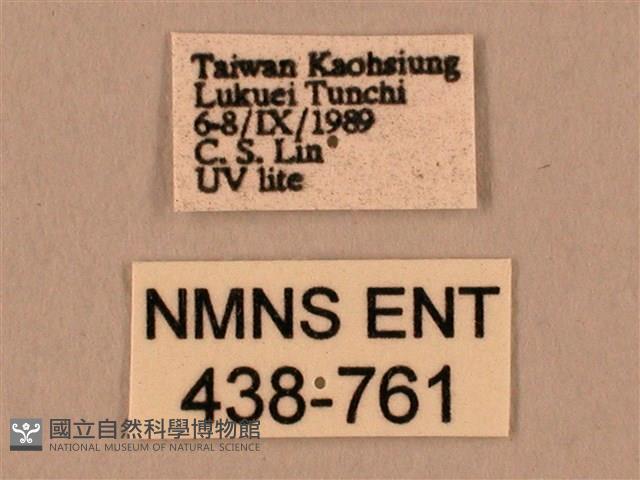 Taiwan Kaohsiung
Lukuei Tunchi
6-8/IX/1989
C. S. Lin
UV lite
NMNS ENT
438-761
國立自然科學博物館
NATIONAL MUSEUM OF NATURAL SCIENCE